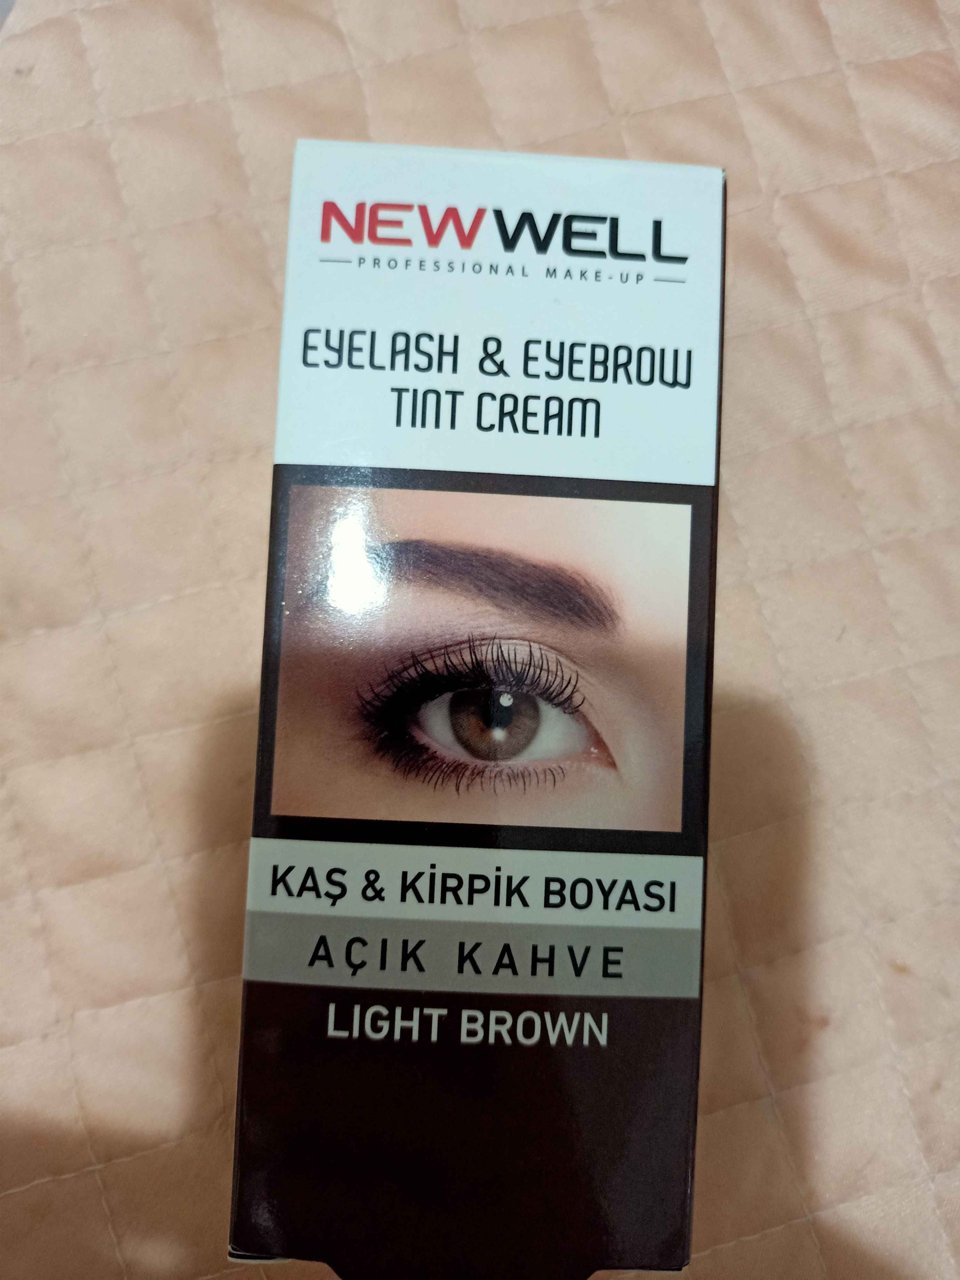 NEWWELL
PROFESSIONAL MAKE-UP
EYELASH & EYEBROW
TINT CREAM
KAŞ & KİRPİK BOYASI
AÇIK KAHVE
LIGHT BROWN